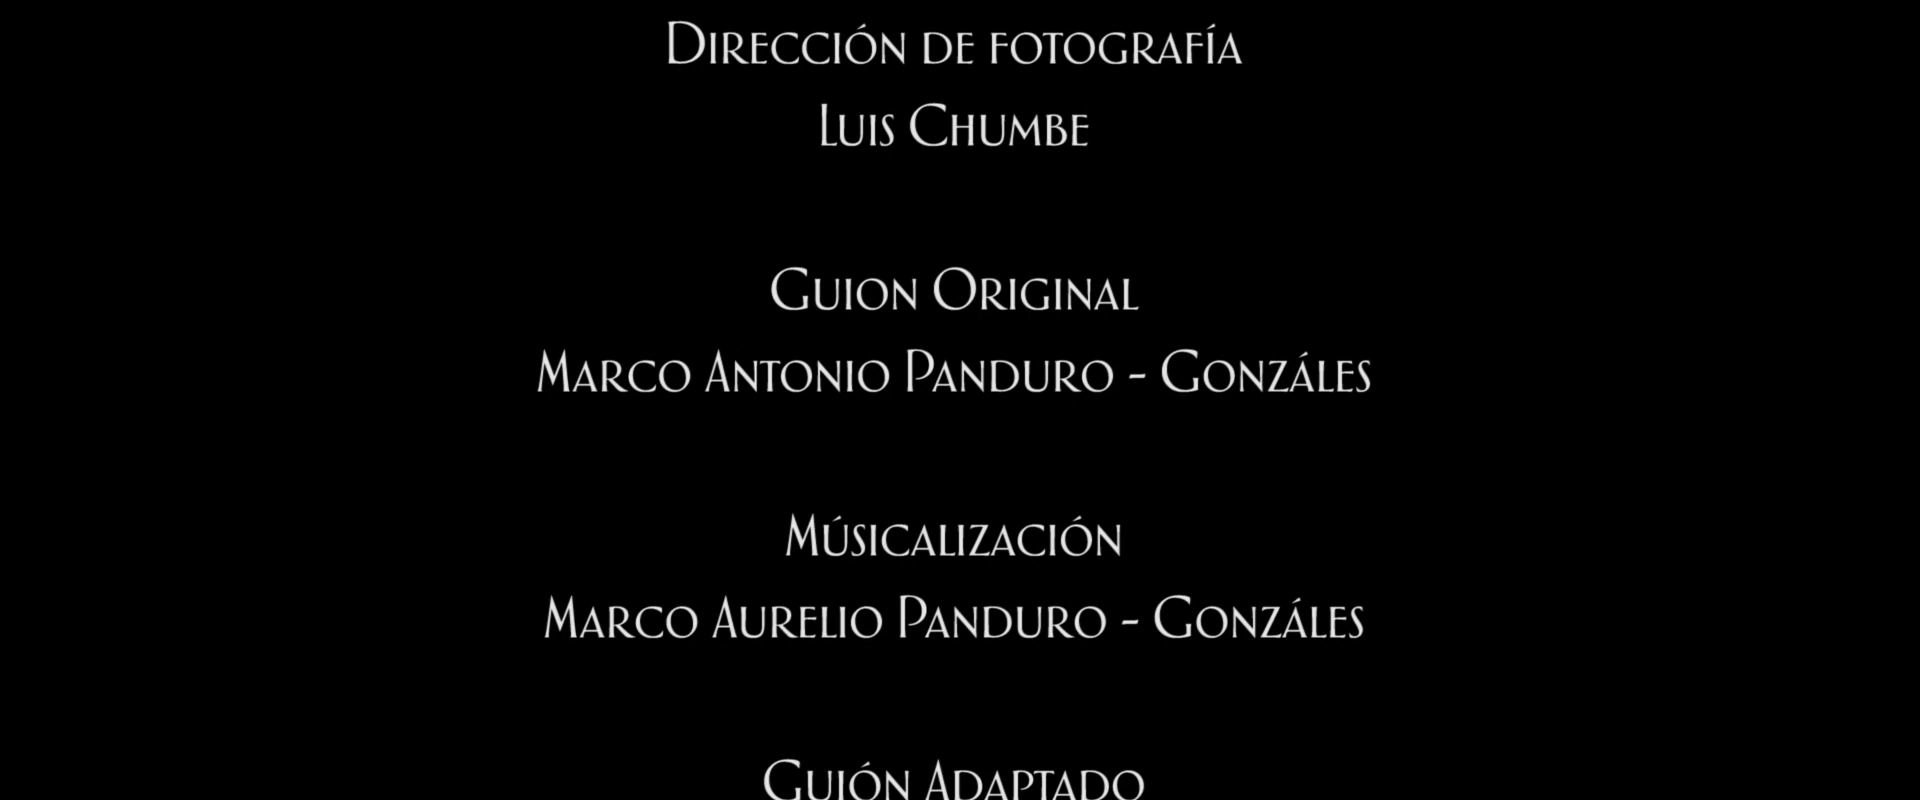 Dirección de fotografía
Luis Chumbe
Guion Original
Marco Antonio Panduro - Gonzáles
Músicalización
Marco Aurelio Panduro - Gonzáles
Guión Adaptado